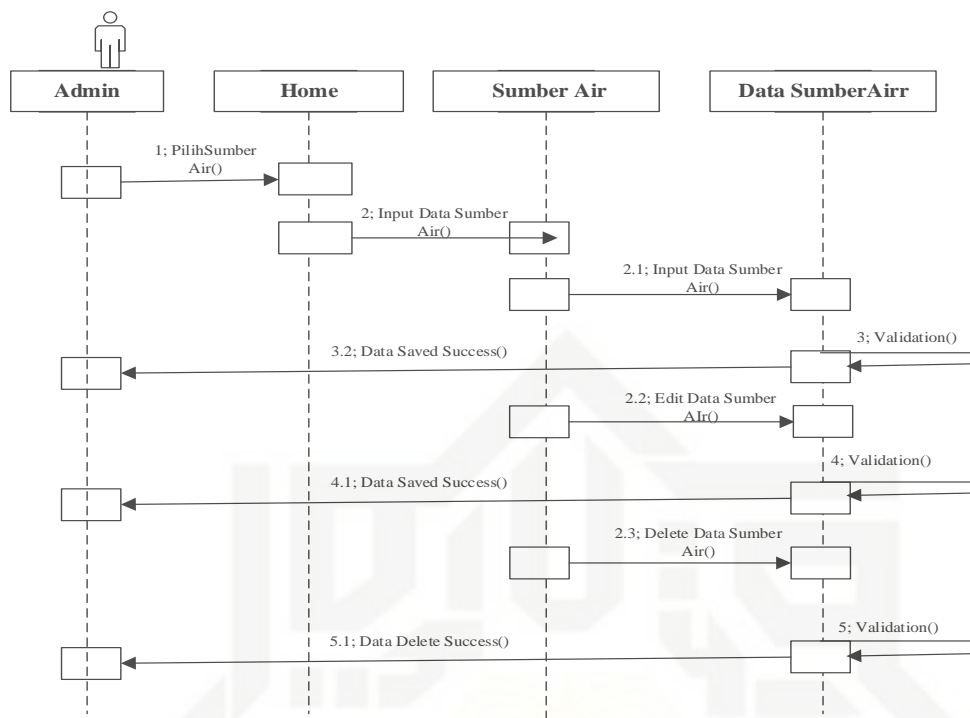 Admin
Home
Sumber Air
Data SumberAirr
1; PilihSumber
Air()
2; Input Data Sumber
Air()
2.1; Input Data Sumber
Air()
3; Validation()
3.2; Data Saved Success()
2.2; Edit Data Sumber
AIr()
4; Validation()
4.1; Data Saved Success()
2.3; Delete Data Sumber
Air()
5; Validation()
5.1; Data Delete Success()